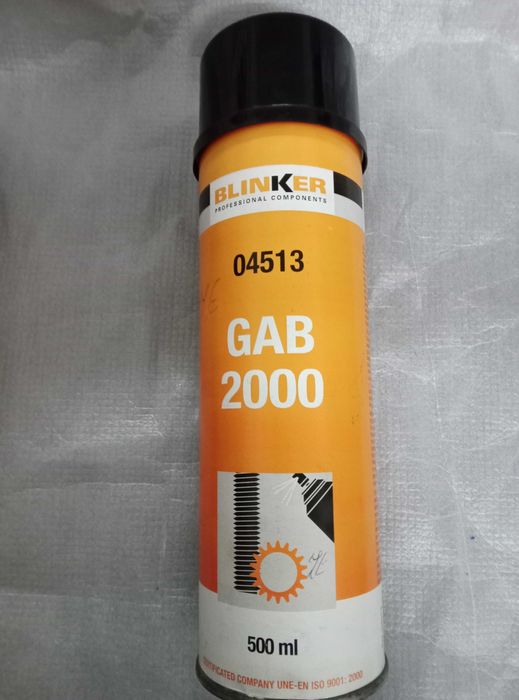 BLINKER
PROFESSIONAL COMPONENTS
04513
GAB
2000
500 ml
CERTIFICATED COMPANY UNE-EN ISO 9001: 2000